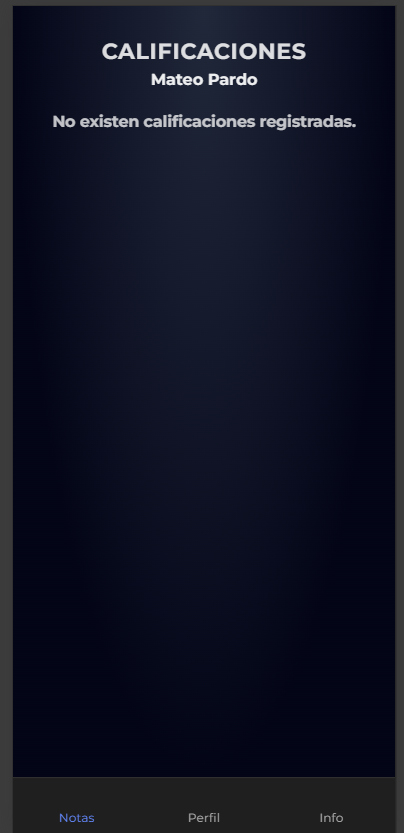 CALIFICACIONES
Mateo Pardo
No existen calificaciones registradas.
Notas Perfil Info